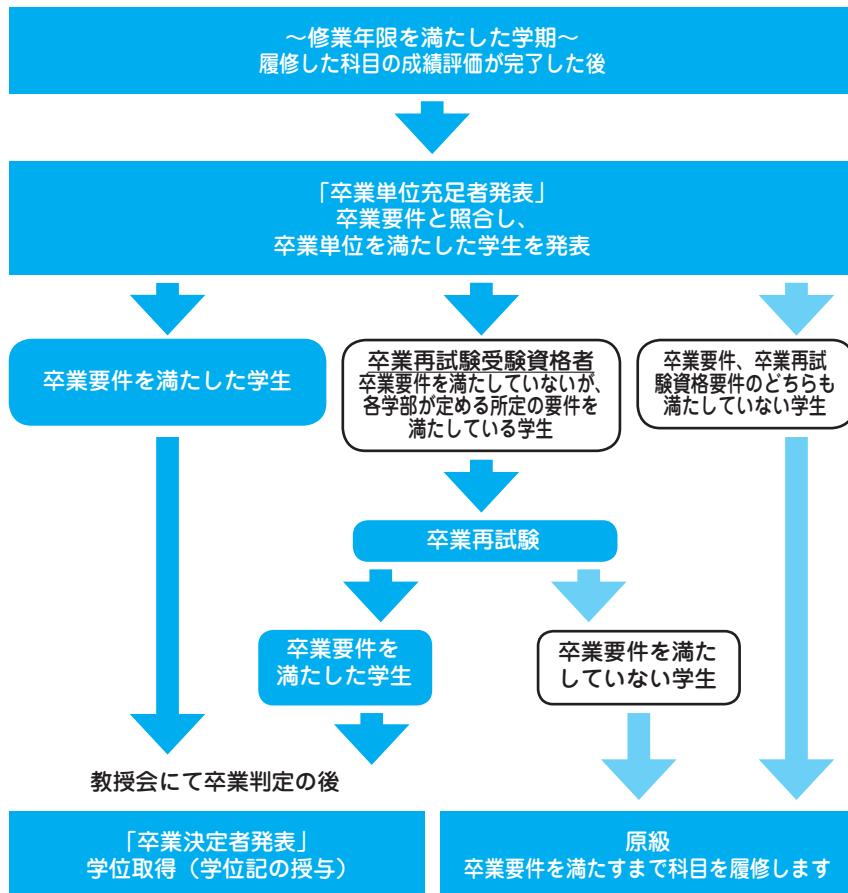 ～修業年限を満たした学期～
履修した科目の成績評価が完了した後
「卒業単位充足者発表」
卒業要件と照合し、
卒業単位を満たした学生を発表
卒業要件を満たした学生
卒業再試験受験資格者
卒業要件を満たしていないが、
各学部が定める所定の要件を
満たしている学生
卒業要件、卒業再試
験資格要件のどちらも
満たしていない学生
卒業再試験
卒業要件を
満たした学生
卒業要件を満た
していない学生
教授会にて卒業判定の後
「卒業決定者発表」
学位取得（学位記の授与）
原級
卒業要件を満たすまで科目を履修します